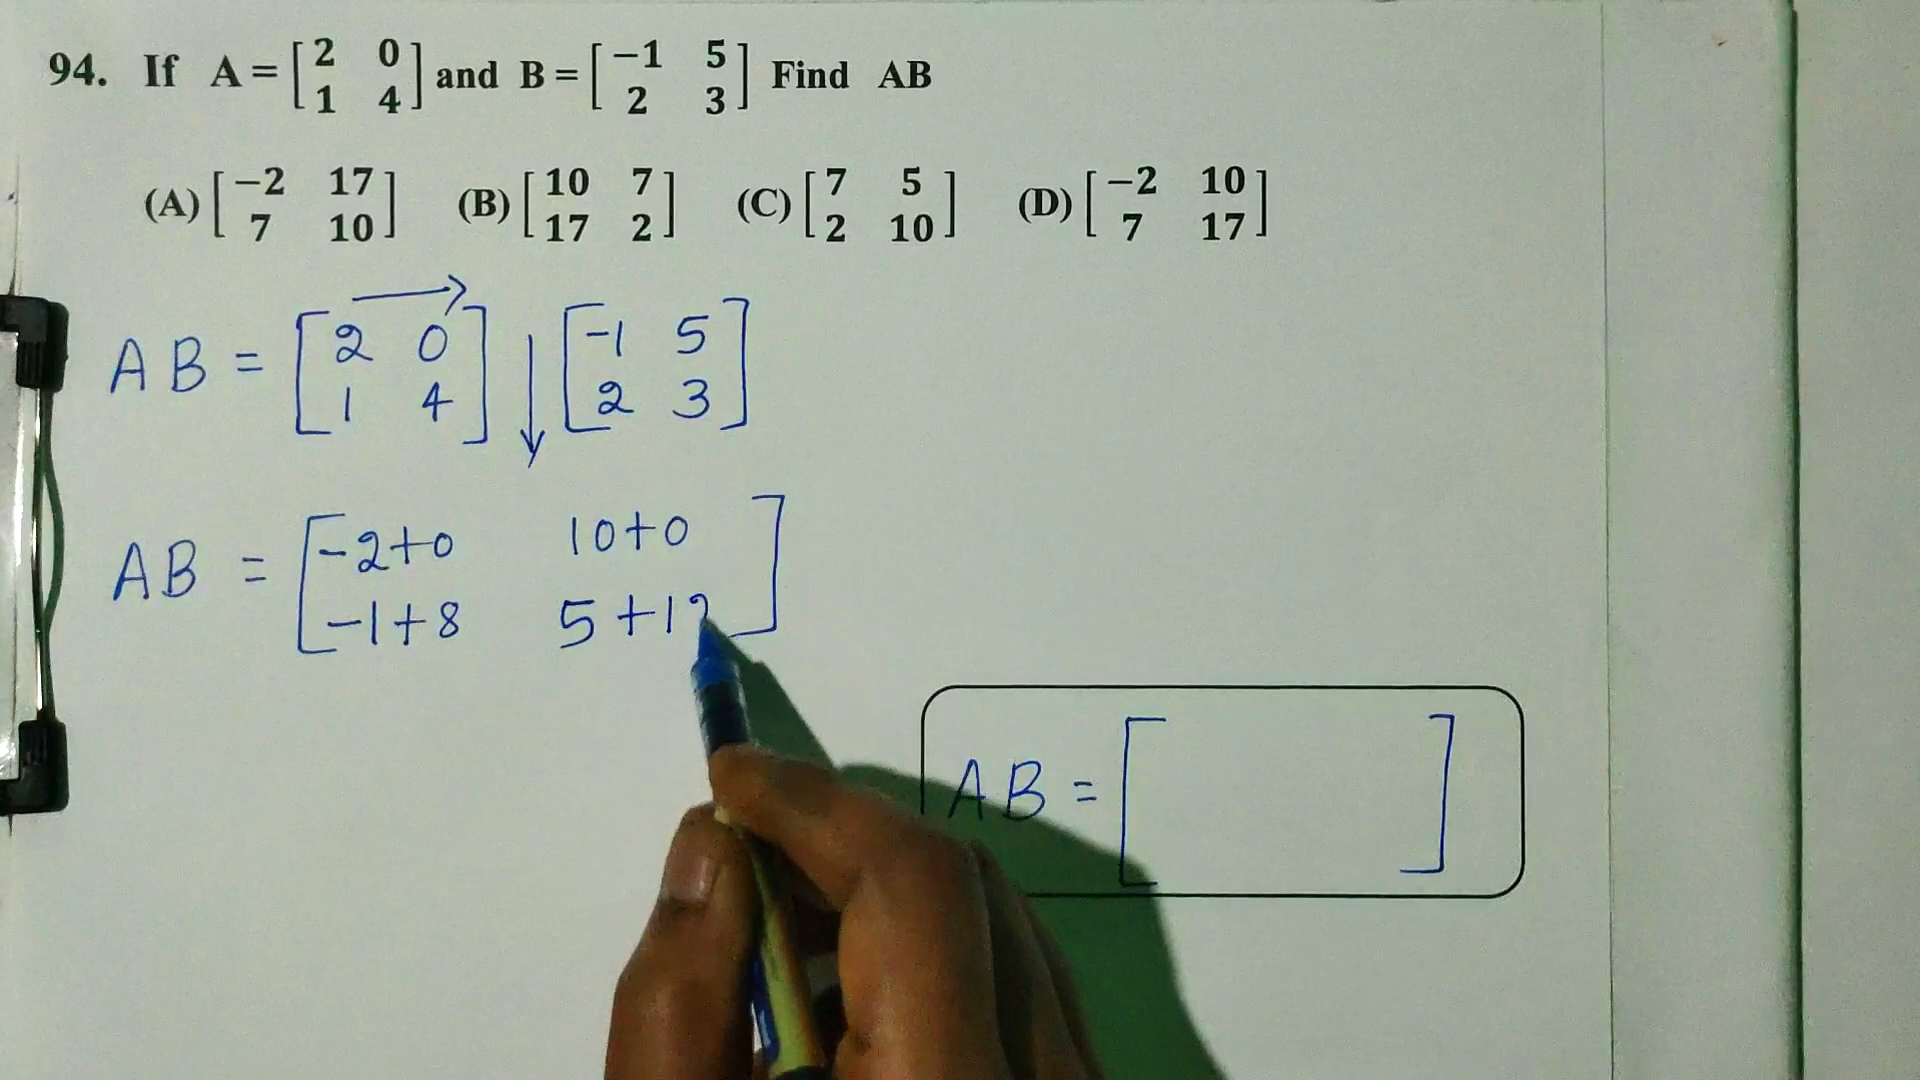 94. If A = [2 0; 1 4] and B = [-1 5; 2 3] Find AB
(A) [-2 17; 7 10] (B) [10 7; 17 2] (C) [7 5; 2 10] (D) [-2 10; 7 17]
AB = [2 0; 1 4] [-1 5; 2 3]
AB = [-2+0 10+0; -1+8 5+12]
AB = [ ]